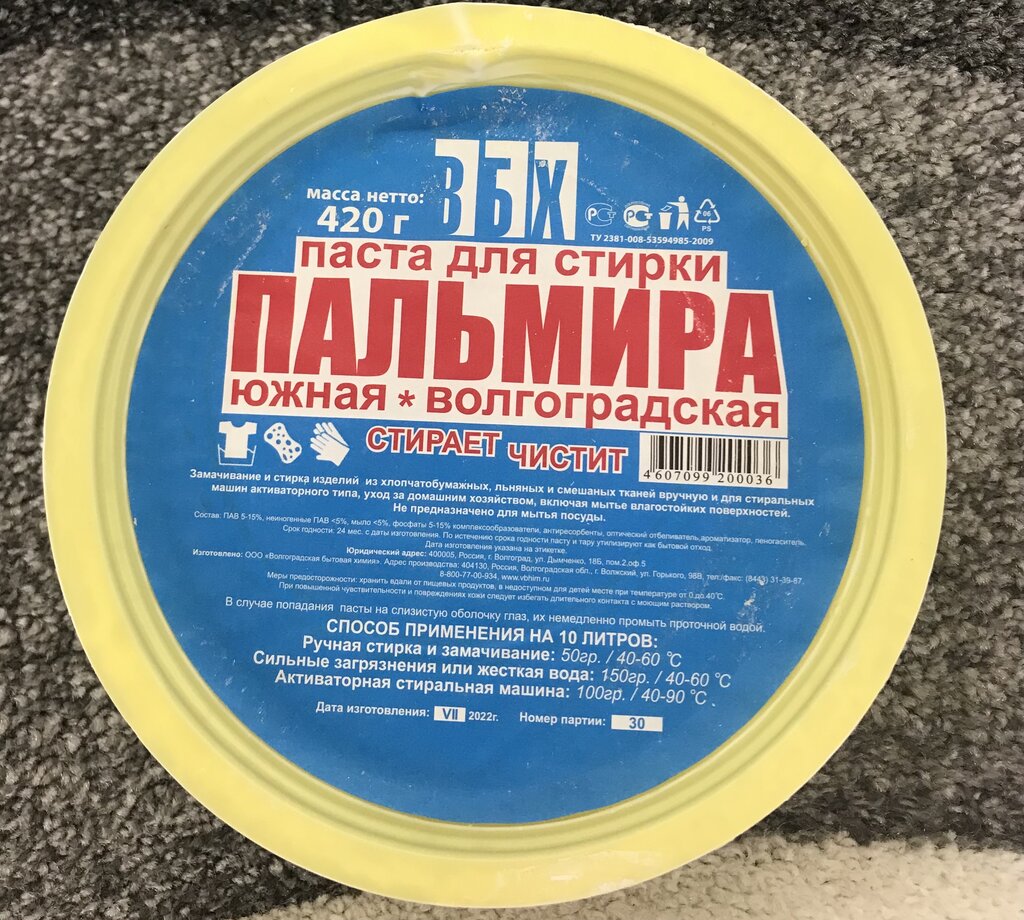 ВБХ
масса нетто:
420 г
РСТ РСТ 06
PS
ТУ 2381-008-53594985-2009
паста для стирки
ПАЛЬМИРА
южная * волгоградская
СТИРАЕТ ЧИСТИТ
4607099200036
Замачивание и стирка изделий из хлопчатобумажных, льняных и смешаных тканей вручную и для стиральных
машин активаторного типа, уход за домашним хозяйством, включая мытье влагостойких поверхностей.
Не предназначено для мытья посуды.
Состав: ПАВ 5-15%, неиногенные ПАВ <5%, мыло <5%, фосфаты 5-15% комплексообразователи, антиресорбенты, оптический отбеливатель,ароматизатор, пеногаситель.
Срок годности: 24 мес. с даты изготовления. По истечению срока годности пасту и тару утилизируют как бытовой отход.
Дата изготовления указана на этикетке.
Юридический адрес: 400005, Россия, г. Волгоград, ул. Дымченко, 18Б, пом.2,оф.5
Изготовлено: ООО «Волгоградская бытовая химия». Адрес производства: 404130, Россия, Волгоградская обл., г. Волжский, ул. Горького, 98В, тел./факс: (8443) 31-39-87,
8-800-77-00-934, www.vbhim.ru
Меры предосторожности: хранить вдали от пищевых продуктов, в недоступном для детей месте при температуре от 0 до 40˚С.
При повышенной чувствительности и повреждениях кожи следует избегать длительного контакта с моющим раствором.
В случае попадания пасты на слизистую оболочку глаз, их немедленно промыть проточной водой.
СПОСОБ ПРИМЕНЕНИЯ НА 10 ЛИТРОВ:
Ручная стирка и замачивание: 50гр. / 40-60 ˚С
Сильные загрязнения или жесткая вода: 150гр. / 40-60 ˚С
Активаторная стиральная машина: 100гр. / 40-90 ˚С .
Дата изготовления: VII 2022г. Номер партии: 30